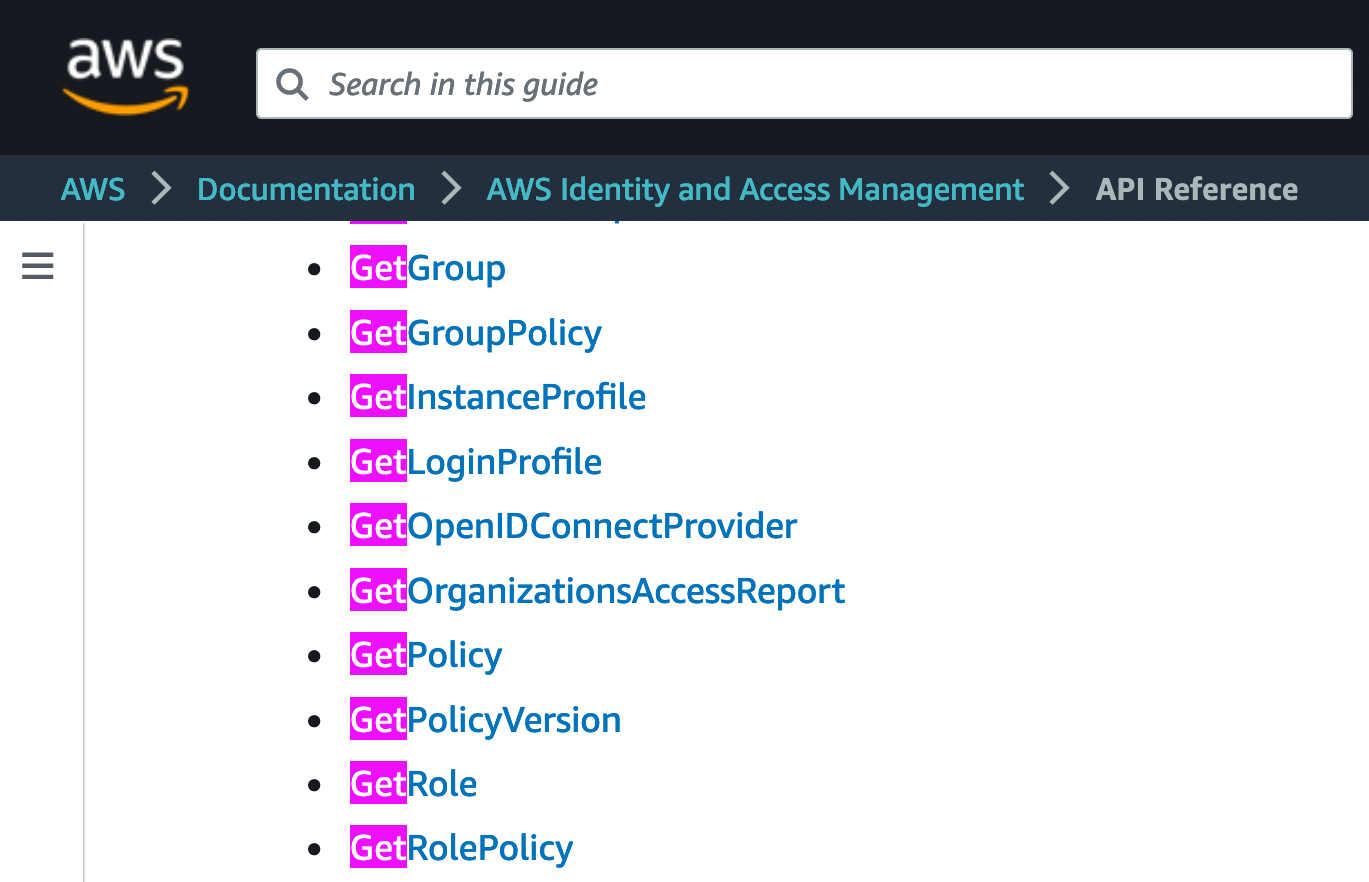 aws
Search in this guide
AWS > Documentation > AWS Identity and Access Management > API Reference
• GetGroup
• GetGroupPolicy
• GetInstanceProfile
• GetLoginProfile
• GetOpenIDConnectProvider
• GetOrganizationsAccessReport
• GetPolicy
• GetPolicyVersion
• GetRole
• GetRolePolicy